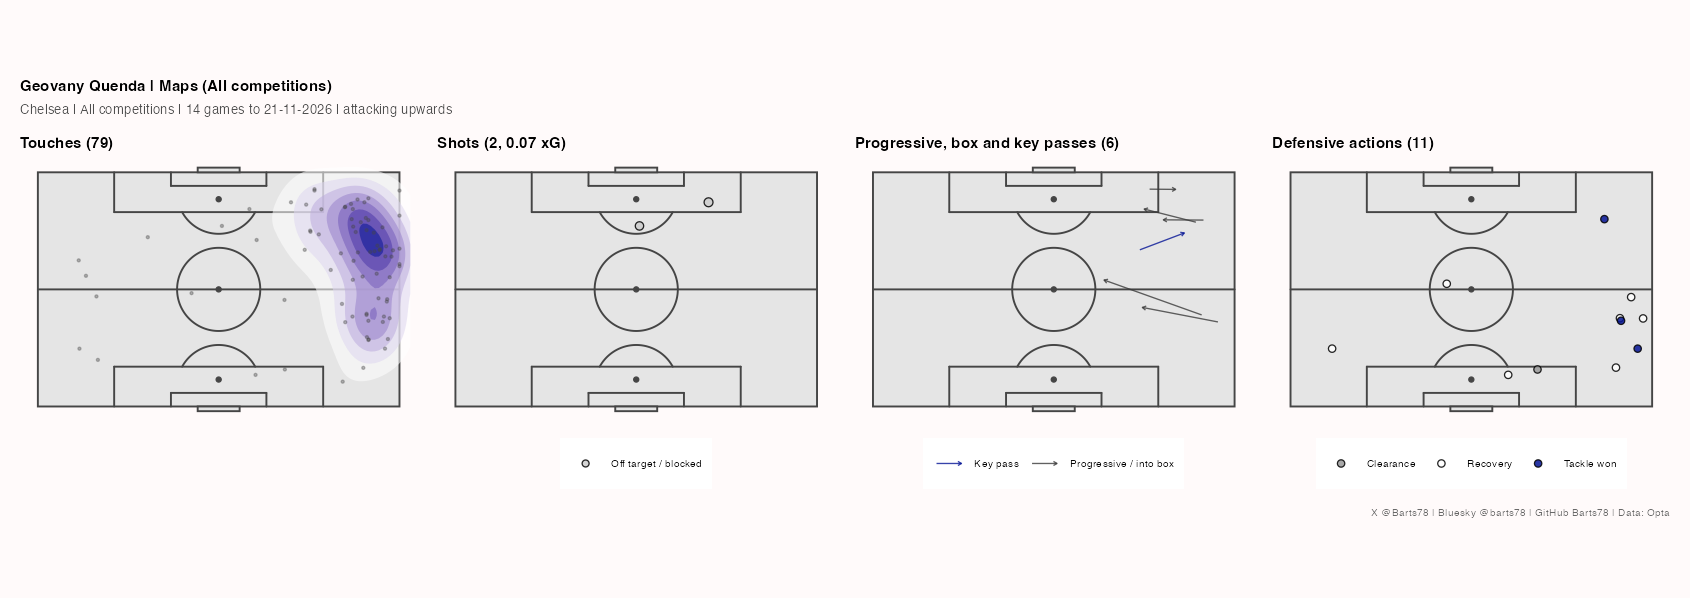 Geovany Quenda | Maps (All competitions)
Chelsea | All competitions | 14 games to 21-11-2026 | attacking upwards
Touches (79)
Shots (2, 0.07 xG)
Progressive, box and key passes (6)
Defensive actions (11)
Off target / blocked
Key pass
Progressive / into box
Clearance
Recovery
Tackle won
X @Barts78 | Bluesky @barts78 | GitHub Barts78 | Data: Opta